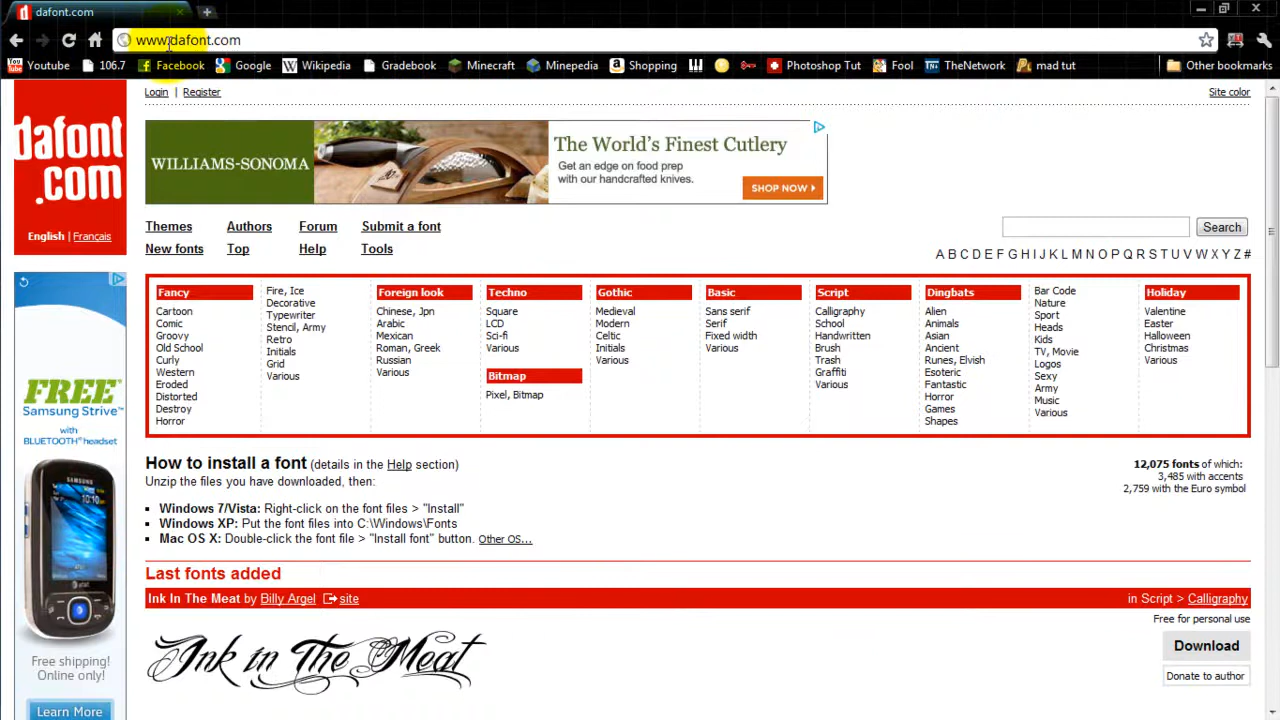 dafont.com
www.dafont.com
Youtube 106.7 Facebook Google Wikipedia Gradebook Minecraft Minepedia Shopping Photoshop Tut Fool TheNetwork mad tut Other bookmarks
Login | Register Site color
dafont
.com
English | Français
WILLIAMS-SONOMA
The World's Finest Cutlery
Get an edge on food prep
with our handcrafted knives.
SHOP NOW
Themes Authors Forum Submit a font
New fonts Top Help Tools
Search
A B C D E F G H I J K L M N O P Q R S T U V W X Y Z #
Fancy
Cartoon
Comic
Groovy
Old School
Curly
Western
Eroded
Distorted
Destroy
Horror
Fire, Ice
Decorative
Typewriter
Stencil, Army
Retro
Initials
Grid
Various
Foreign look
Chinese, Jpn
Arabic
Mexican
Roman, Greek
Russian
Various
Techno
Square
LCD
Sci-fi
Various
Bitmap
Pixel, Bitmap
Gothic
Medieval
Modern
Celtic
Initials
Various
Basic
Sans serif
Serif
Fixed width
Various
Script
Calligraphy
School
Handwritten
Brush
Trash
Graffiti
Various
Dingbats
Alien
Animals
Asian
Ancient
Runes, Elvish
Esoteric
Fantastic
Horror
Games
Shapes
Bar Code
Nature
Sport
Heads
Kids
TV, Movie
Logos
Sexy
Army
Music
Various
Holiday
Valentine
Easter
Halloween
Christmas
Various
FREE
Samsung Strive™
with
BLUETOOTH® headset
SAMSUNG
10:10
at&t
Free shipping!
Online only!
Learn More
How to install a font (details in the Help section)
Unzip the files you have downloaded, then:
Windows 7/Vista: Right-click on the font files > "Install"
Windows XP: Put the font files into C:\Windows\Fonts
Mac OS X: Double-click the font file > "Install font" button. Other OS...
12,075 fonts of which:
3,485 with accents
2,759 with the Euro symbol
Last fonts added
Ink In The Meat by Billy Argel site in Script > Calligraphy
Free for personal use
Ink in The Meat
Download
Donate to author